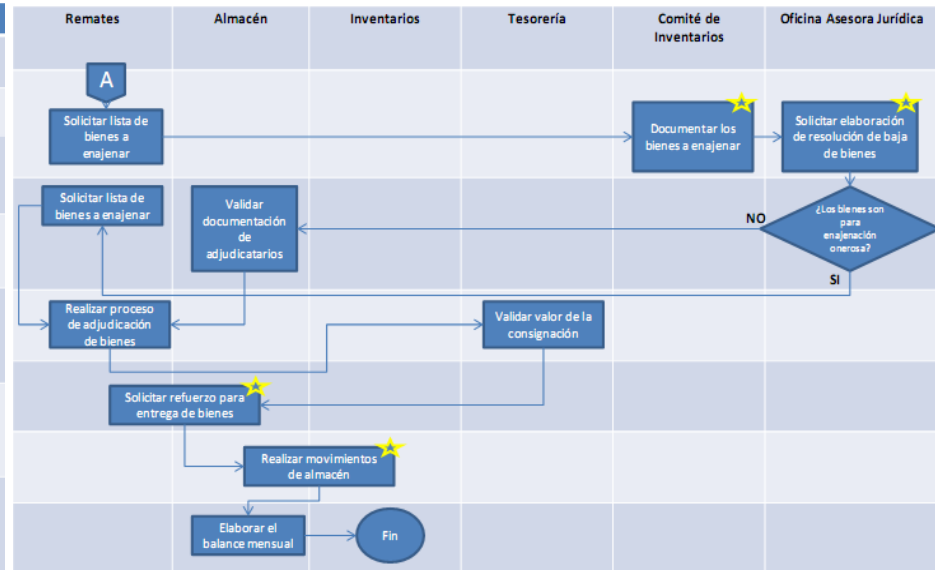 Remates
Almacén
Inventarios
Tesorería
Comité de
Inventarios
Oficina Asesora Jurídica
A
Solicitar lista de
bienes a
enajenar
Documentar los
bienes a enajenar
Solicitar elaboración
de resolución de baja
de bienes
Solicitar lista de
bienes a enajenar
Validar
documentación
de
adjudicatarios
NO
¿Los bienes son
para
enajenación
onerosa?
SI
Realizar proceso
de adjudicación
de bienes
Validar valor de la
consignación
Solicitar refuerzo para
entrega de bienes
Realizar movimientos
de almacén
Elaborar el
balance mensual
Fin